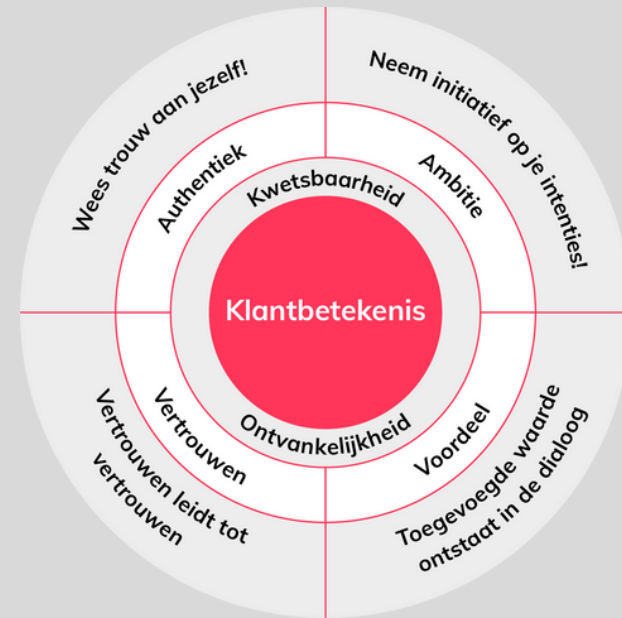 Wees trouw aan jezelf!
Neem initiatief op je intenties!
Authentiek
Ambitie
Kwetsbaarheid
Klantbetekenis
Ontvankelijkheid
Vertrouwen
Voordeel
Vertrouwen leidt tot
vertrouwen
Toegevoegde waarde
ontstaat in de dialoog